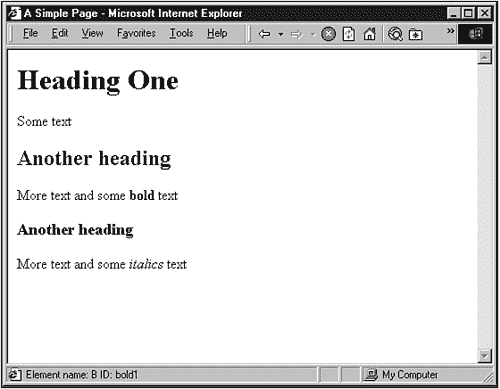 A Simple Page - Microsoft Internet Explorer
File Edit View Favorites Tools Help »
Heading One
Some text
Another heading
More text and some bold text
Another heading
More text and some italics text
Element name: B ID: bold1 My Computer